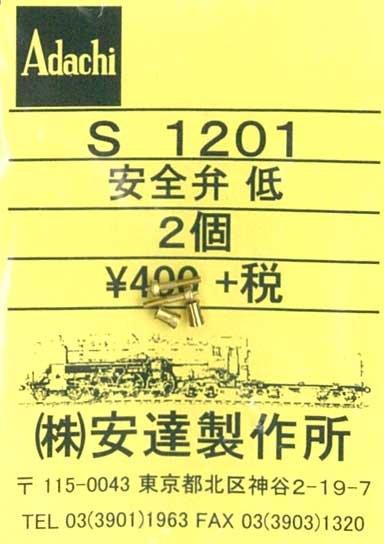 Adachi
S 1201
安全弁 低
2個
¥400 +税
(株)安達製作所
〒 115-0043 東京都北区神谷2-19-7
TEL 03(3901)1963 FAX 03(3903)1320